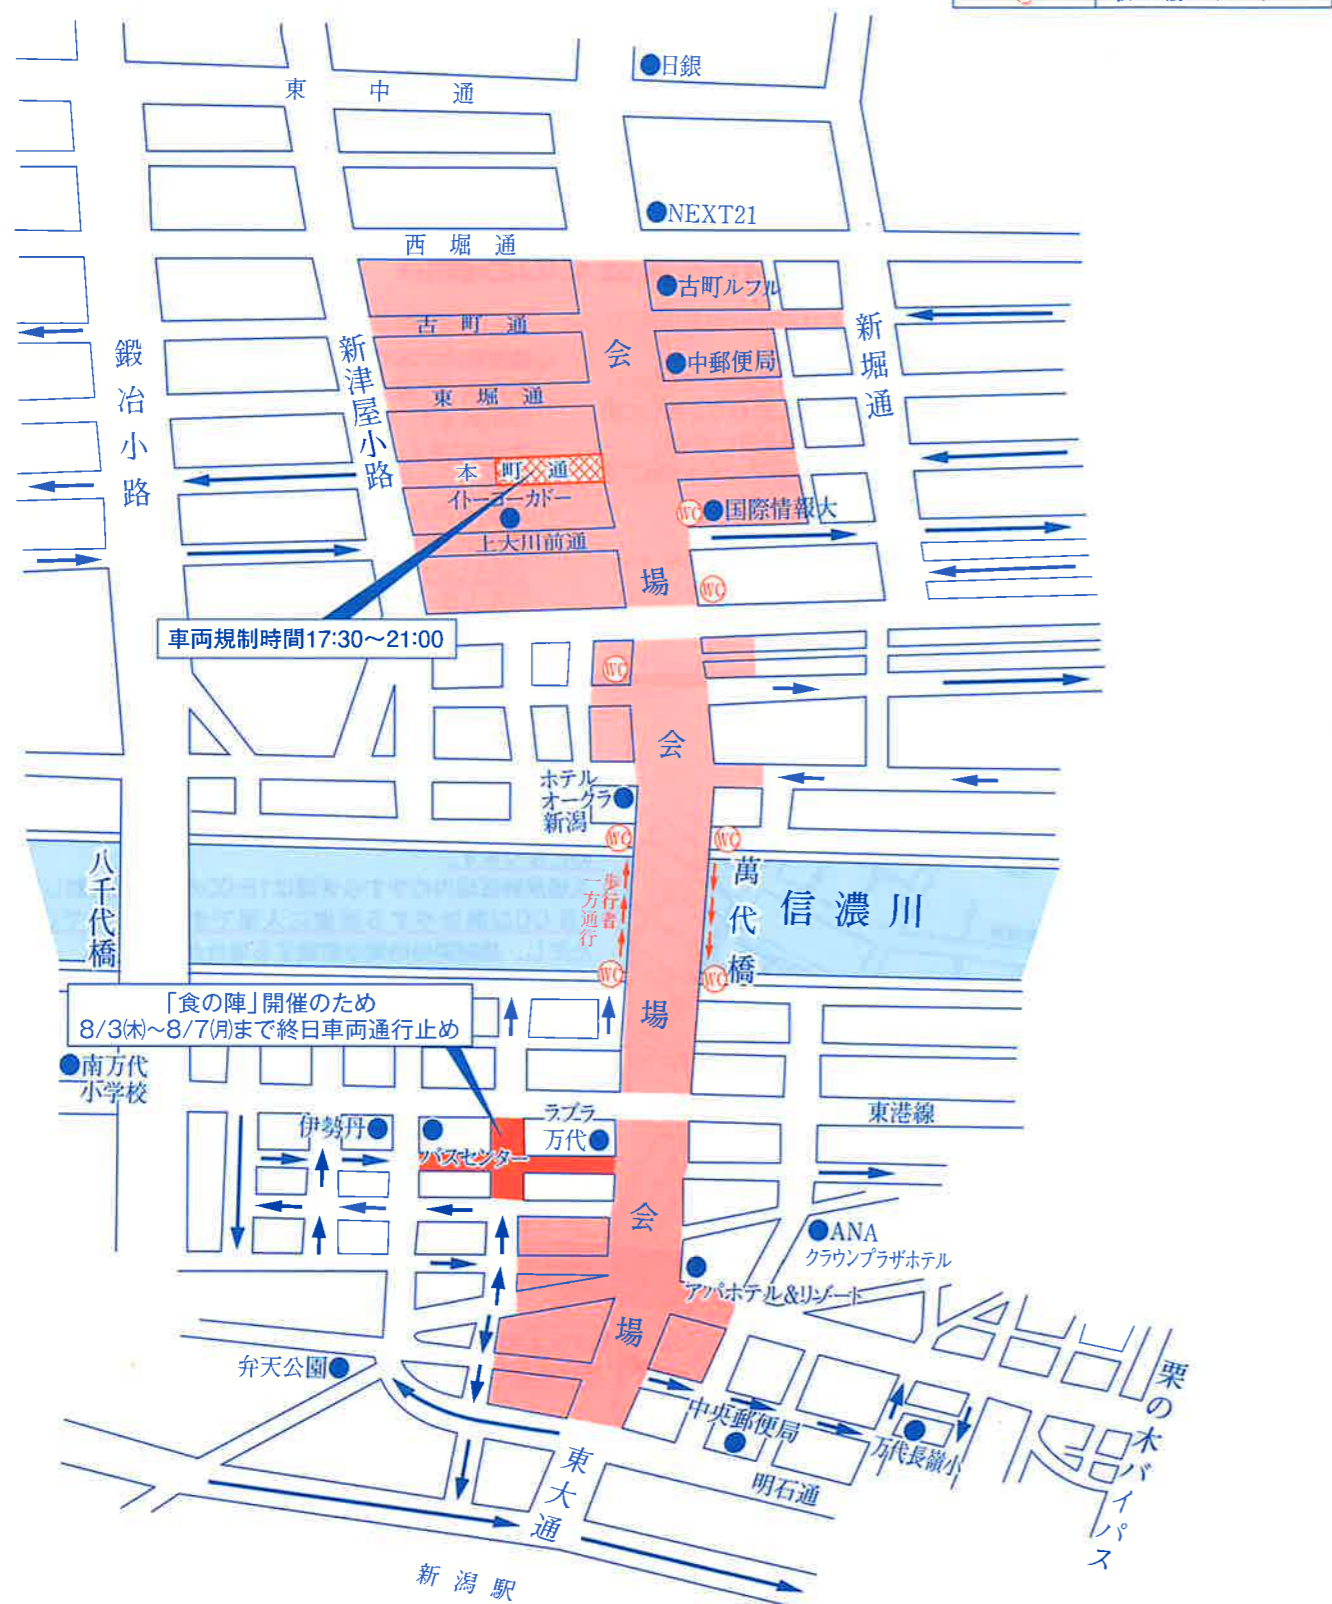 日銀
東中通
NEXT21
西堀通
古町ルフル
古町通
新堀通
会
中郵便局
新津屋小路
鍛冶小路
東堀通
本町通
イトーヨーカドー
WC
国際情報大
上大川前通
場
WC
車両規制時間17:30〜21:00
WC
会
ホテル
オークラ
新潟
WC
WC
八千代橋
歩行者
一方通行
萬代橋
信濃川
WC
WC
「食の陣」開催のため
8/3㈭〜8/7㈪まで終日車両通行止め
場
南万代
小学校
東港線
伊勢丹
バスセンター
ラブラ
万代
会
ANA
クラウンプラザホテル
アパホテル&リゾート
場
弁天公園
栗の木バイパス
中央郵便局
万代長嶺小
明石通
東大通
新潟駅